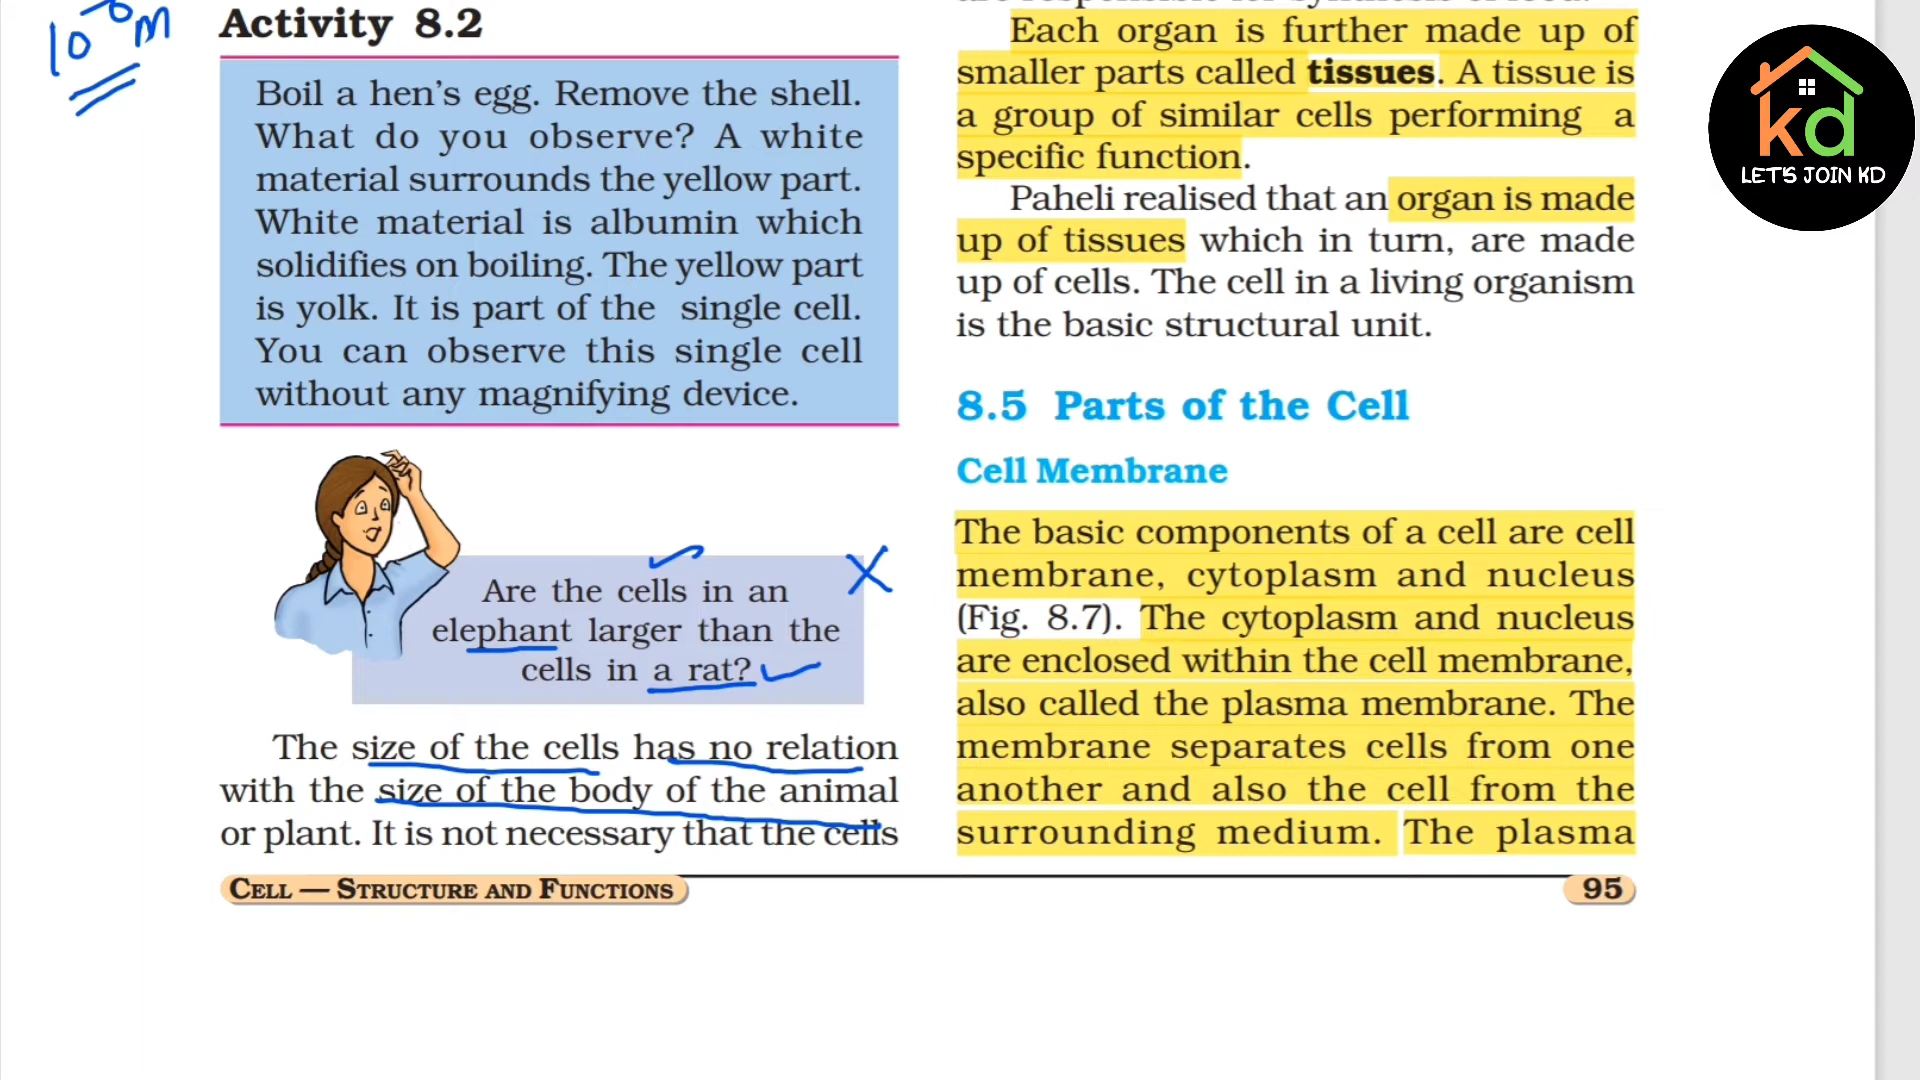 10⁻⁶m
Activity 8.2
Boil a hen's egg. Remove the shell.
What do you observe? A white
material surrounds the yellow part.
White material is albumin which
solidifies on boiling. The yellow part
is yolk. It is part of the single cell.
You can observe this single cell
without any magnifying device.
Are the cells in an
elephant larger than the
cells in a rat?
The size of the cells has no relation
with the size of the body of the animal
or plant. It is not necessary that the cells
Each organ is further made up of
smaller parts called tissues. A tissue is
a group of similar cells performing a
specific function.
Paheli realised that an organ is made
up of tissues which in turn, are made
up of cells. The cell in a living organism
is the basic structural unit.
8.5 Parts of the Cell
Cell Membrane
The basic components of a cell are cell
membrane, cytoplasm and nucleus
(Fig. 8.7). The cytoplasm and nucleus
are enclosed within the cell membrane,
also called the plasma membrane. The
membrane separates cells from one
another and also the cell from the
surrounding medium. The plasma
CELL — STRUCTURE AND FUNCTIONS
95
kd
LET'S JOIN KD